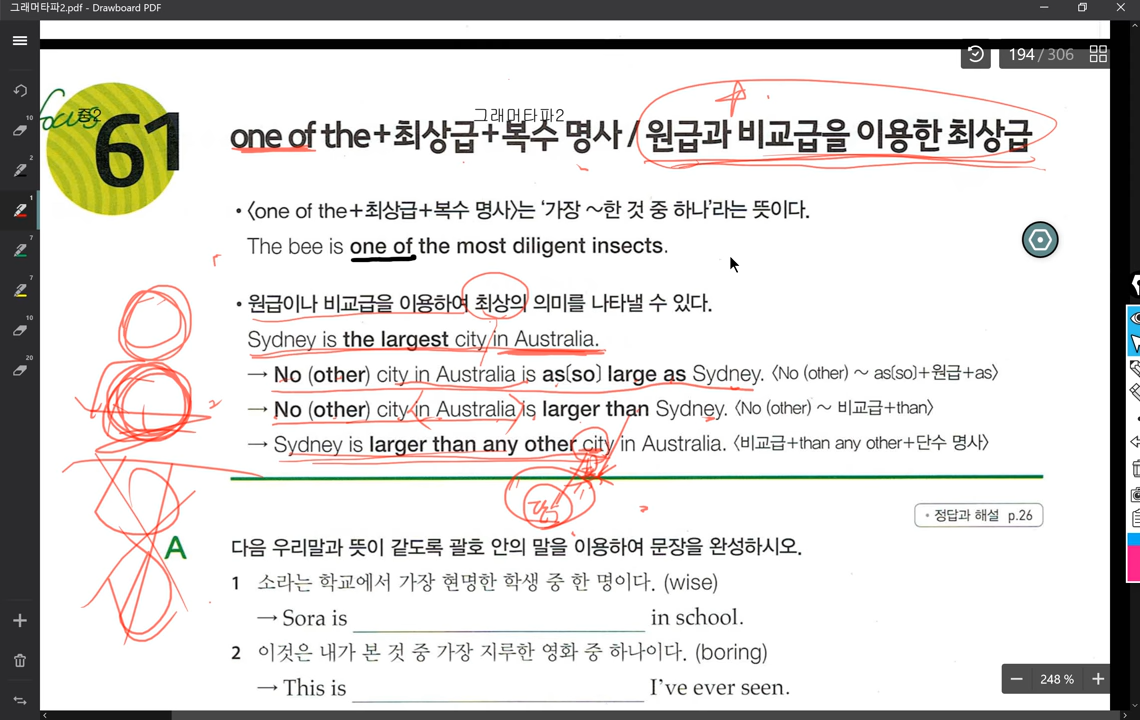 그래머타파2.pdf - Drawboard PDF
194 / 306
focus
중2
61
그래머타파2
one of the+최상급+복수 명사 / 원급과 비교급을 이용한 최상급
• 〈one of the+최상급+복수 명사〉는 '가장 ~한 것 중 하나'라는 뜻이다.
The bee is one of the most diligent insects.
• 원급이나 비교급을 이용하여 최상의 의미를 나타낼 수 있다.
Sydney is the largest city in Australia.
→ No (other) city in Australia is as(so) large as Sydney. 〈No (other) ~ as(so)+원급+as〉
→ No (other) city in Australia is larger than Sydney. 〈No (other) ~ 비교급+than〉
→ Sydney is larger than any other city in Australia. 〈비교급+than any other+단수 명사〉
• 정답과 해설 p.26
A 다음 우리말과 뜻이 같도록 괄호 안의 말을 이용하여 문장을 완성하시오.
1 소라는 학교에서 가장 현명한 학생 중 한 명이다. (wise)
→ Sora is in school.
2 이것은 내가 본 것 중 가장 지루한 영화 중 하나이다. (boring)
→ This is I've ever seen.
248 %
10
2
1
7
7
10
20